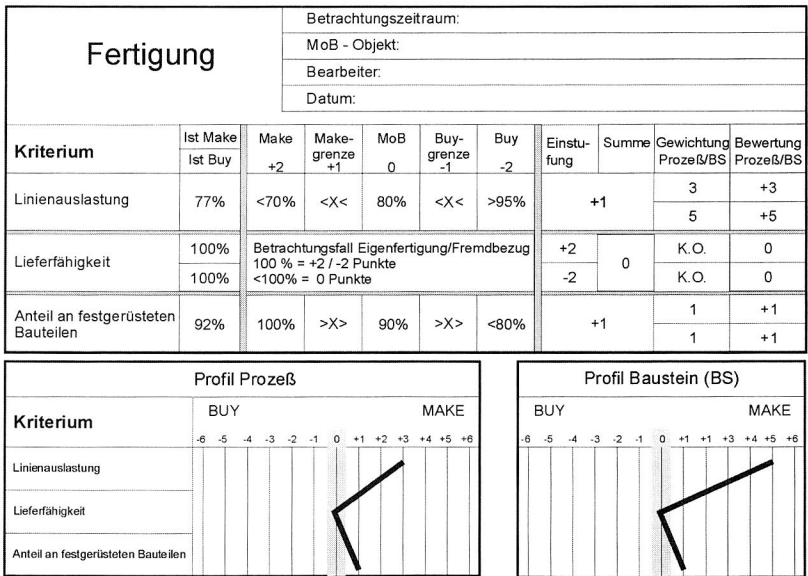 Fertigung
Betrachtungszeitraum:
MoB - Objekt:
Bearbeiter:
Datum:
Kriterium
Ist Make
Ist Buy
Make
+2
Make-
grenze
+1
MoB
0
Buy-
grenze
-1
Buy
-2
Einstu-
fung
Summe
Gewichtung
Prozeß/BS
Bewertung
Prozeß/BS
Linienauslastung
77%
<70%
<X<
80%
<X<
>95%
+1
3
+3
5
+5
Lieferfähigkeit
100%
100%
Betrachtungsfall Eigenfertigung/Fremdbezug
100 % = +2 / -2 Punkte
<100% = 0 Punkte
+2
-2
0
K.O.
0
K.O.
0
Anteil an festgerüsteten
Bauteilen
92%
100%
>X>
90%
>X>
<80%
+1
1
+1
1
+1
Profil Prozeß
Kriterium
BUY
MAKE
-6 -5 -4 -3 -2 -1 0 +1 +2 +3 +4 +5 +6
Linienauslastung
Lieferfähigkeit
Anteil an festgerüsteten Bauteilen
Profil Baustein (BS)
BUY
MAKE
-6 -5 -4 -3 -2 -1 0 +1 +1 +3 +4 +5 +6